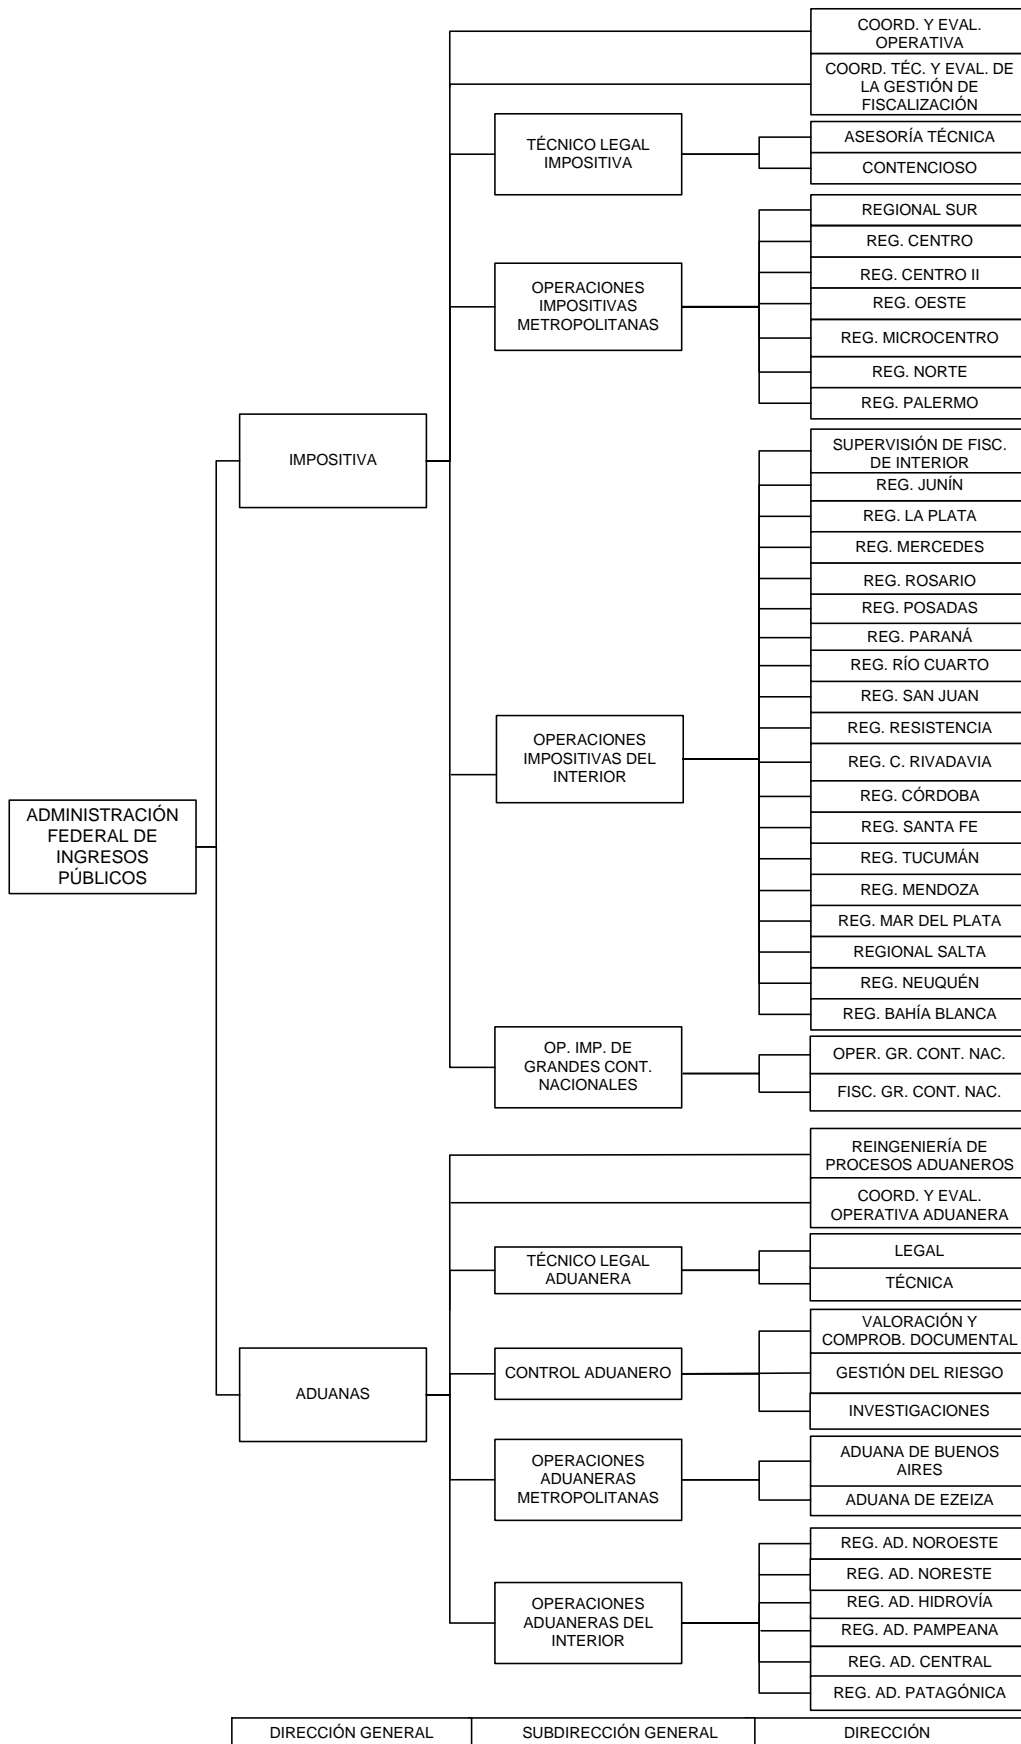 COORD. Y EVAL.
OPERATIVA
COORD. TÉC. Y EVAL. DE
LA GESTIÓN DE
FISCALIZACIÓN
TÉCNICO LEGAL
IMPOSITIVA
ASESORÍA TÉCNICA
CONTENCIOSO
OPERACIONES
IMPOSITIVAS
METROPOLITANAS
REGIONAL SUR
REG. CENTRO
REG. CENTRO II
REG. OESTE
REG. MICROCENTRO
REG. NORTE
REG. PALERMO
IMPOSITIVA
SUPERVISIÓN DE FISC.
DE INTERIOR
REG. JUNÍN
REG. LA PLATA
REG. MERCEDES
REG. ROSARIO
REG. POSADAS
REG. PARANÁ
REG. RÍO CUARTO
REG. SAN JUAN
REG. RESISTENCIA
REG. C. RIVADAVIA
REG. CÓRDOBA
REG. SANTA FE
REG. TUCUMÁN
REG. MENDOZA
REG. MAR DEL PLATA
REGIONAL SALTA
REG. NEUQUÉN
REG. BAHÍA BLANCA
OPERACIONES
IMPOSITIVAS DEL
INTERIOR
ADMINISTRACIÓN
FEDERAL DE
INGRESOS
PÚBLICOS
OP. IMP. DE
GRANDES CONT.
NACIONALES
OPER. GR. CONT. NAC.
FISC. GR. CONT. NAC.
REINGENIERÍA DE
PROCESOS ADUANEROS
COORD. Y EVAL.
OPERATIVA ADUANERA
TÉCNICO LEGAL
ADUANERA
LEGAL
TÉCNICA
ADUANAS
CONTROL ADUANERO
VALORACIÓN Y
COMPROB. DOCUMENTAL
GESTIÓN DEL RIESGO
INVESTIGACIONES
OPERACIONES
ADUANERAS
METROPOLITANAS
ADUANA DE BUENOS
AIRES
ADUANA DE EZEIZA
OPERACIONES
ADUANERAS DEL
INTERIOR
REG. AD. NOROESTE
REG. AD. NORESTE
REG. AD. HIDROVÍA
REG. AD. PAMPEANA
REG. AD. CENTRAL
REG. AD. PATAGÓNICA
DIRECCIÓN GENERAL
SUBDIRECCIÓN GENERAL
DIRECCIÓN